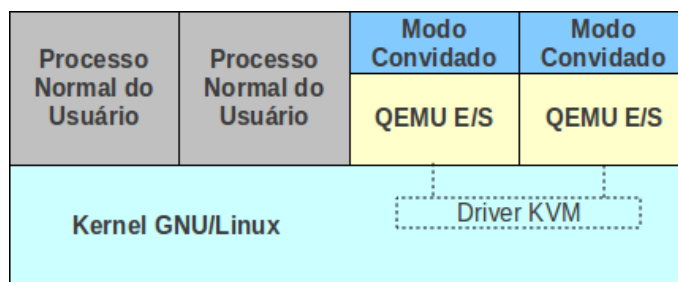 Processo
Normal do
Usuário
Processo
Normal do
Usuário
Modo
Convidado
QEMU E/S
Modo
Convidado
QEMU E/S
Kernel GNU/Linux
Driver KVM